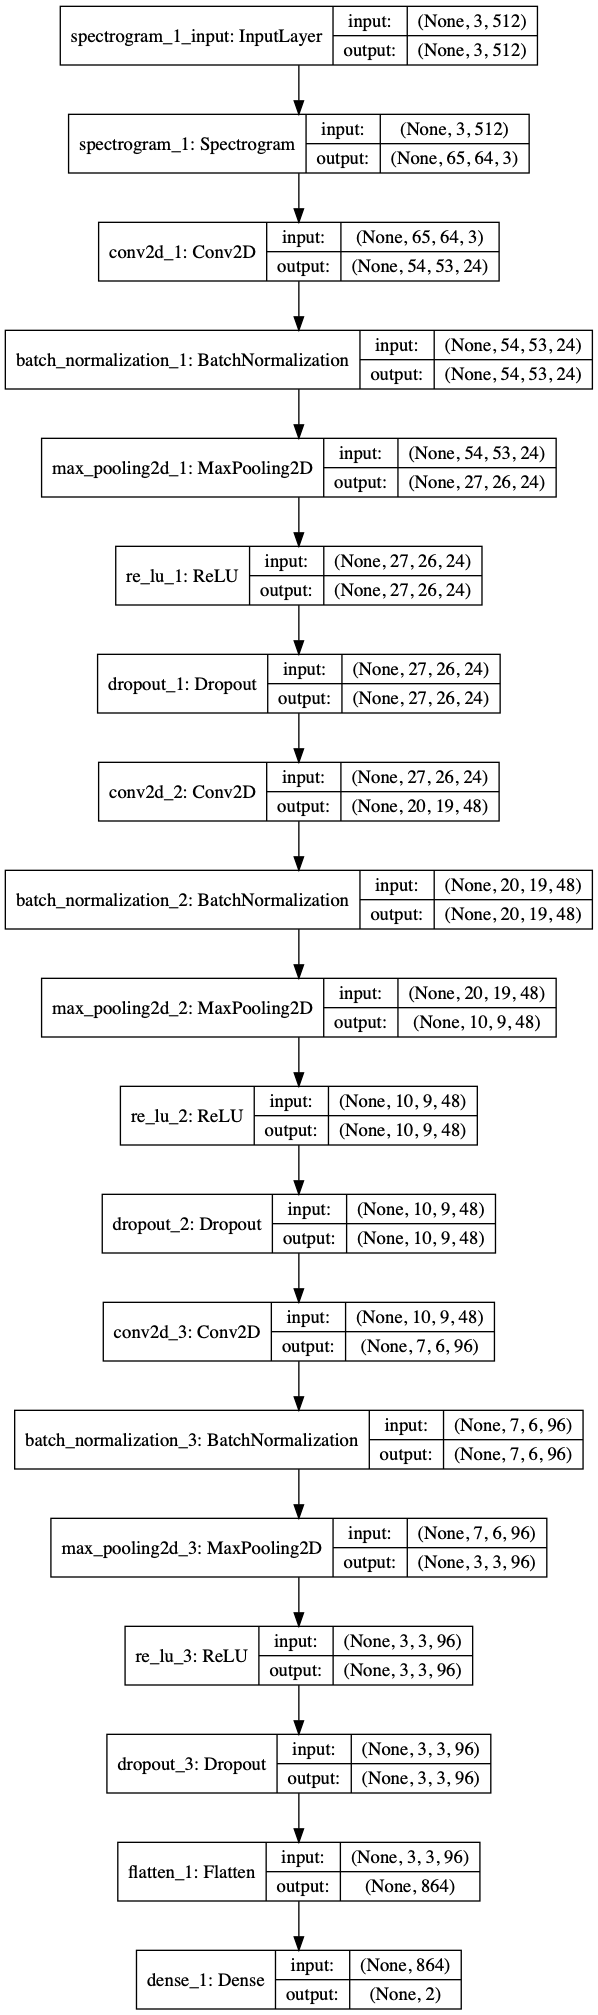 spectrogram_1_input: InputLayer
input: (None, 3, 512)
output: (None, 3, 512)
spectrogram_1: Spectrogram
input: (None, 3, 512)
output: (None, 65, 64, 3)
conv2d_1: Conv2D
input: (None, 65, 64, 3)
output: (None, 54, 53, 24)
batch_normalization_1: BatchNormalization
input: (None, 54, 53, 24)
output: (None, 54, 53, 24)
max_pooling2d_1: MaxPooling2D
input: (None, 54, 53, 24)
output: (None, 27, 26, 24)
re_lu_1: ReLU
input: (None, 27, 26, 24)
output: (None, 27, 26, 24)
dropout_1: Dropout
input: (None, 27, 26, 24)
output: (None, 27, 26, 24)
conv2d_2: Conv2D
input: (None, 27, 26, 24)
output: (None, 20, 19, 48)
batch_normalization_2: BatchNormalization
input: (None, 20, 19, 48)
output: (None, 20, 19, 48)
max_pooling2d_2: MaxPooling2D
input: (None, 20, 19, 48)
output: (None, 10, 9, 48)
re_lu_2: ReLU
input: (None, 10, 9, 48)
output: (None, 10, 9, 48)
dropout_2: Dropout
input: (None, 10, 9, 48)
output: (None, 10, 9, 48)
conv2d_3: Conv2D
input: (None, 10, 9, 48)
output: (None, 7, 6, 96)
batch_normalization_3: BatchNormalization
input: (None, 7, 6, 96)
output: (None, 7, 6, 96)
max_pooling2d_3: MaxPooling2D
input: (None, 7, 6, 96)
output: (None, 3, 3, 96)
re_lu_3: ReLU
input: (None, 3, 3, 96)
output: (None, 3, 3, 96)
dropout_3: Dropout
input: (None, 3, 3, 96)
output: (None, 3, 3, 96)
flatten_1: Flatten
input: (None, 3, 3, 96)
output: (None, 864)
dense_1: Dense
input: (None, 864)
output: (None, 2)